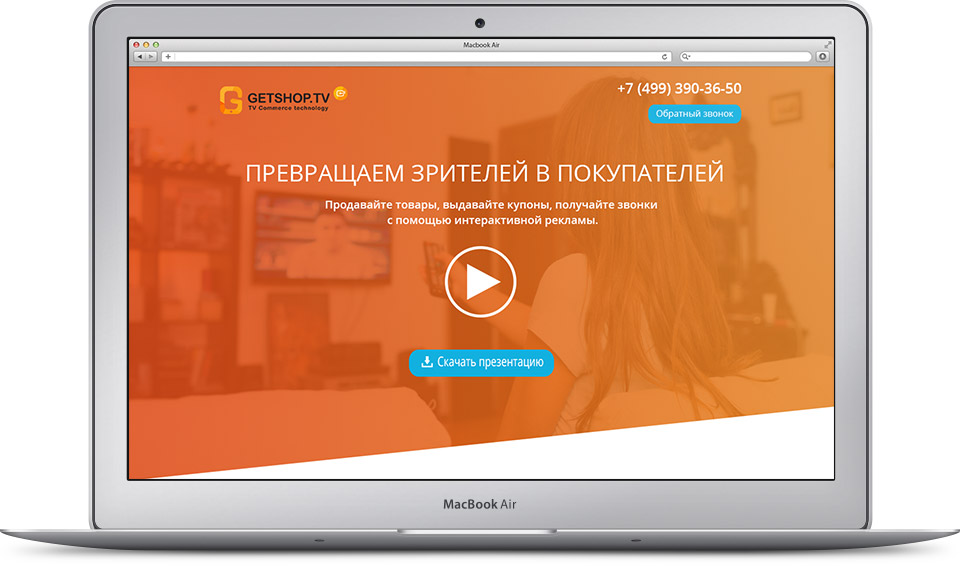 Macbook Air
GETSHOP.TV
TV Commerce technology
+7 (499) 390-36-50
Обратный звонок
ПРЕВРАЩАЕМ ЗРИТЕЛЕЙ В ПОКУПАТЕЛЕЙ
Продавайте товары, выдавайте купоны, получайте звонки
с помощью интерактивной рекламы.
Скачать презентацию
MacBook Air